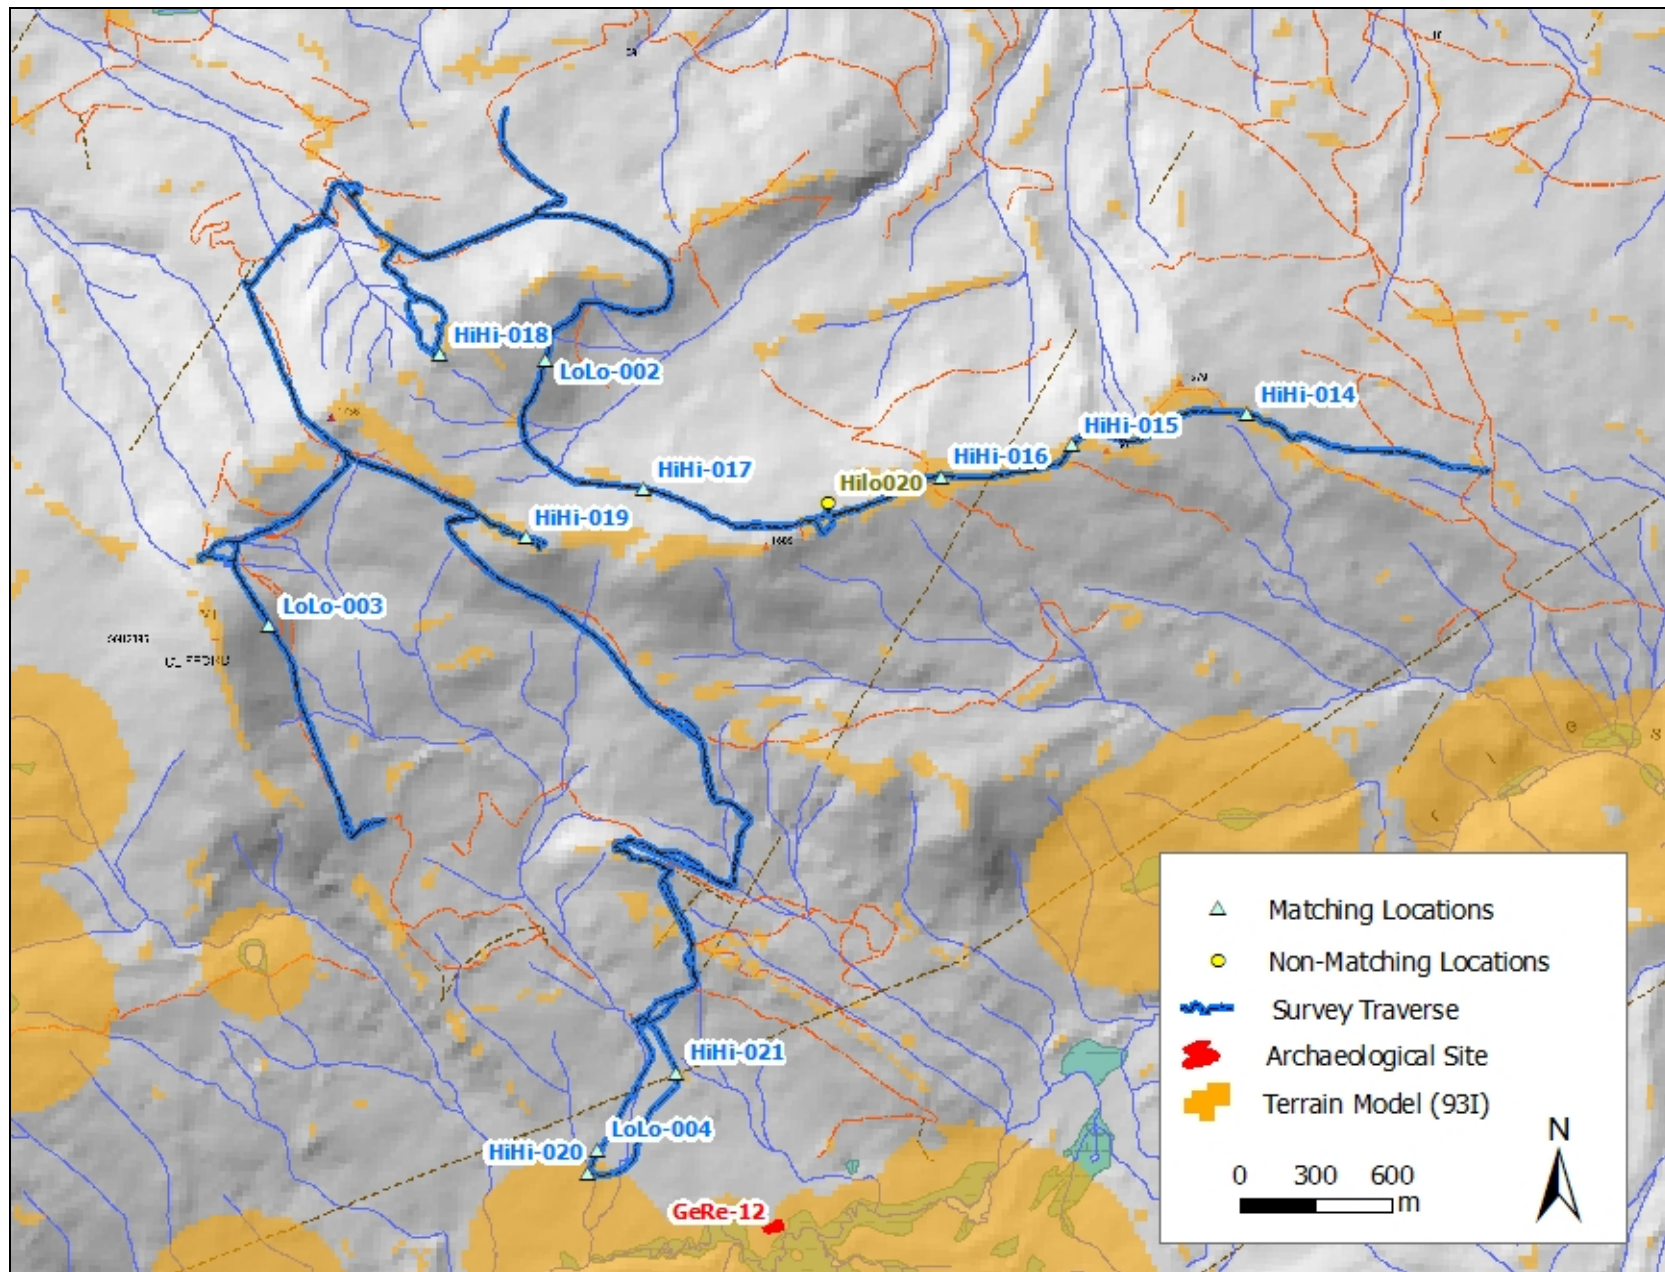 HiHi-018
LoLo-002
HiHi-014
HiHi-015
HiHi-016
HiHi-017
Hilo020
HiHi-019
LoLo-003
HiHi-021
LoLo-004
HiHi-020
GeRe-12
Matching Locations
Non-Matching Locations
Survey Traverse
Archaeological Site
Terrain Model (93I)
N
0 300 600
m